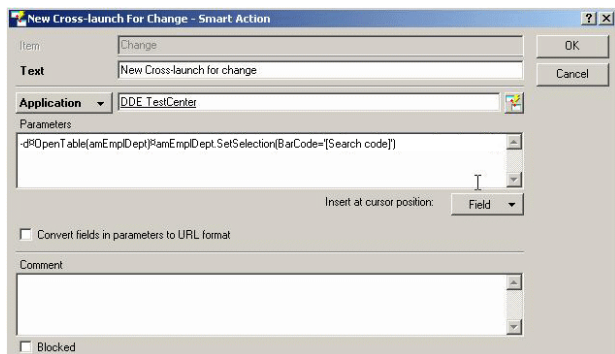 New Cross-launch For Change - Smart Action
Item
Change
OK
Text
New Cross-launch for change
Cancel
Application
DDE TestCenter
Parameters
-d¤OpenTable(amEmplDept)¤amEmplDept.SetSelection(BarCode='[Search code]')
Insert at cursor position:
Field
Convert fields in parameters to URL format
Comment
Blocked